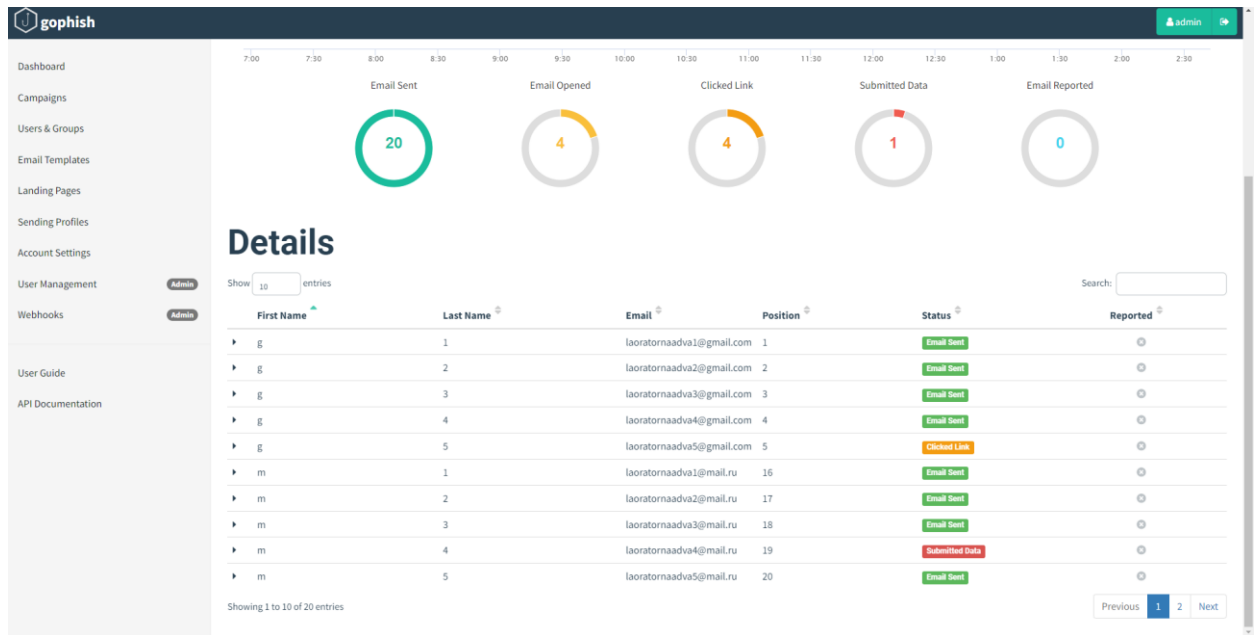 gophish
admin
Dashboard
Campaigns
Users & Groups
Email Templates
Landing Pages
Sending Profiles
Account Settings
User Management Admin
Webhooks Admin
User Guide
API Documentation
7:00 7:30 8:00 8:30 9:00 9:30 10:00 10:30 11:00 11:30 12:00 12:30 1:00 1:30 2:00 2:30
Email Sent Email Opened Clicked Link Submitted Data Email Reported
20 4 4 1 0
Details
Show 10 entries Search:
First Name Last Name Email Position Status Reported
g 1 laoratornaadva1@gmail.com 1 Email Sent
g 2 laoratornaadva2@gmail.com 2 Email Sent
g 3 laoratornaadva3@gmail.com 3 Email Sent
g 4 laoratornaadva4@gmail.com 4 Email Sent
g 5 laoratornaadva5@gmail.com 5 Clicked Link
m 1 laoratornaadva1@mail.ru 16 Email Sent
m 2 laoratornaadva2@mail.ru 17 Email Sent
m 3 laoratornaadva3@mail.ru 18 Email Sent
m 4 laoratornaadva4@mail.ru 19 Submitted Data
m 5 laoratornaadva5@mail.ru 20 Email Sent
Showing 1 to 10 of 20 entries Previous 1 2 Next